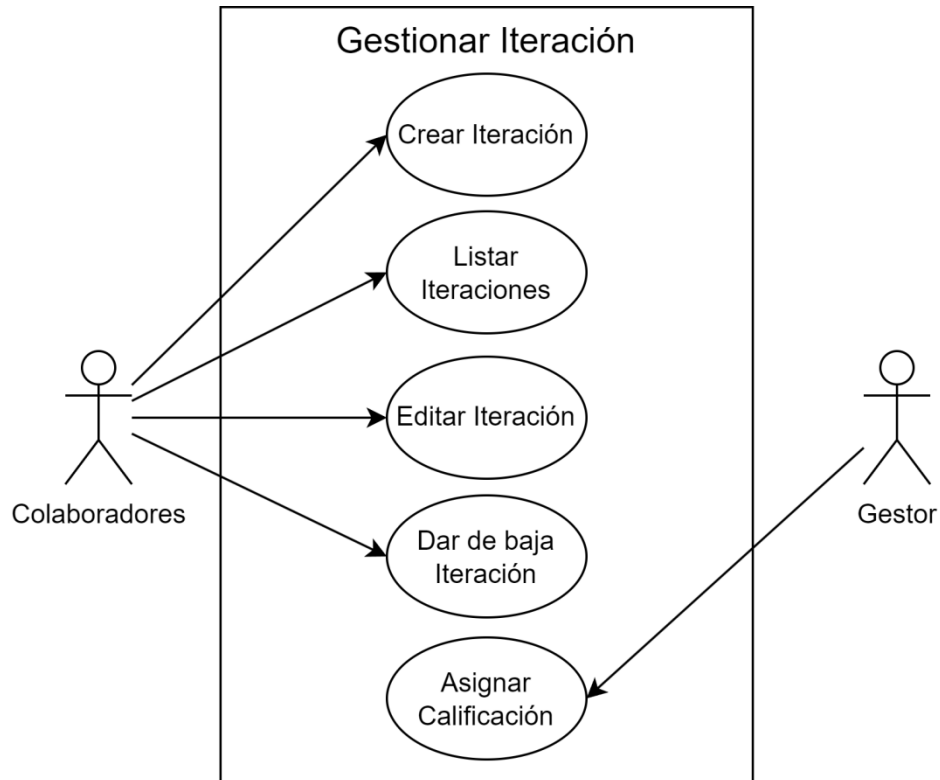 Gestionar Iteración
Crear Iteración
Listar
Iteraciones
Editar Iteración
Colaboradores
Gestor
Dar de baja
Iteración
Asignar
Calificación